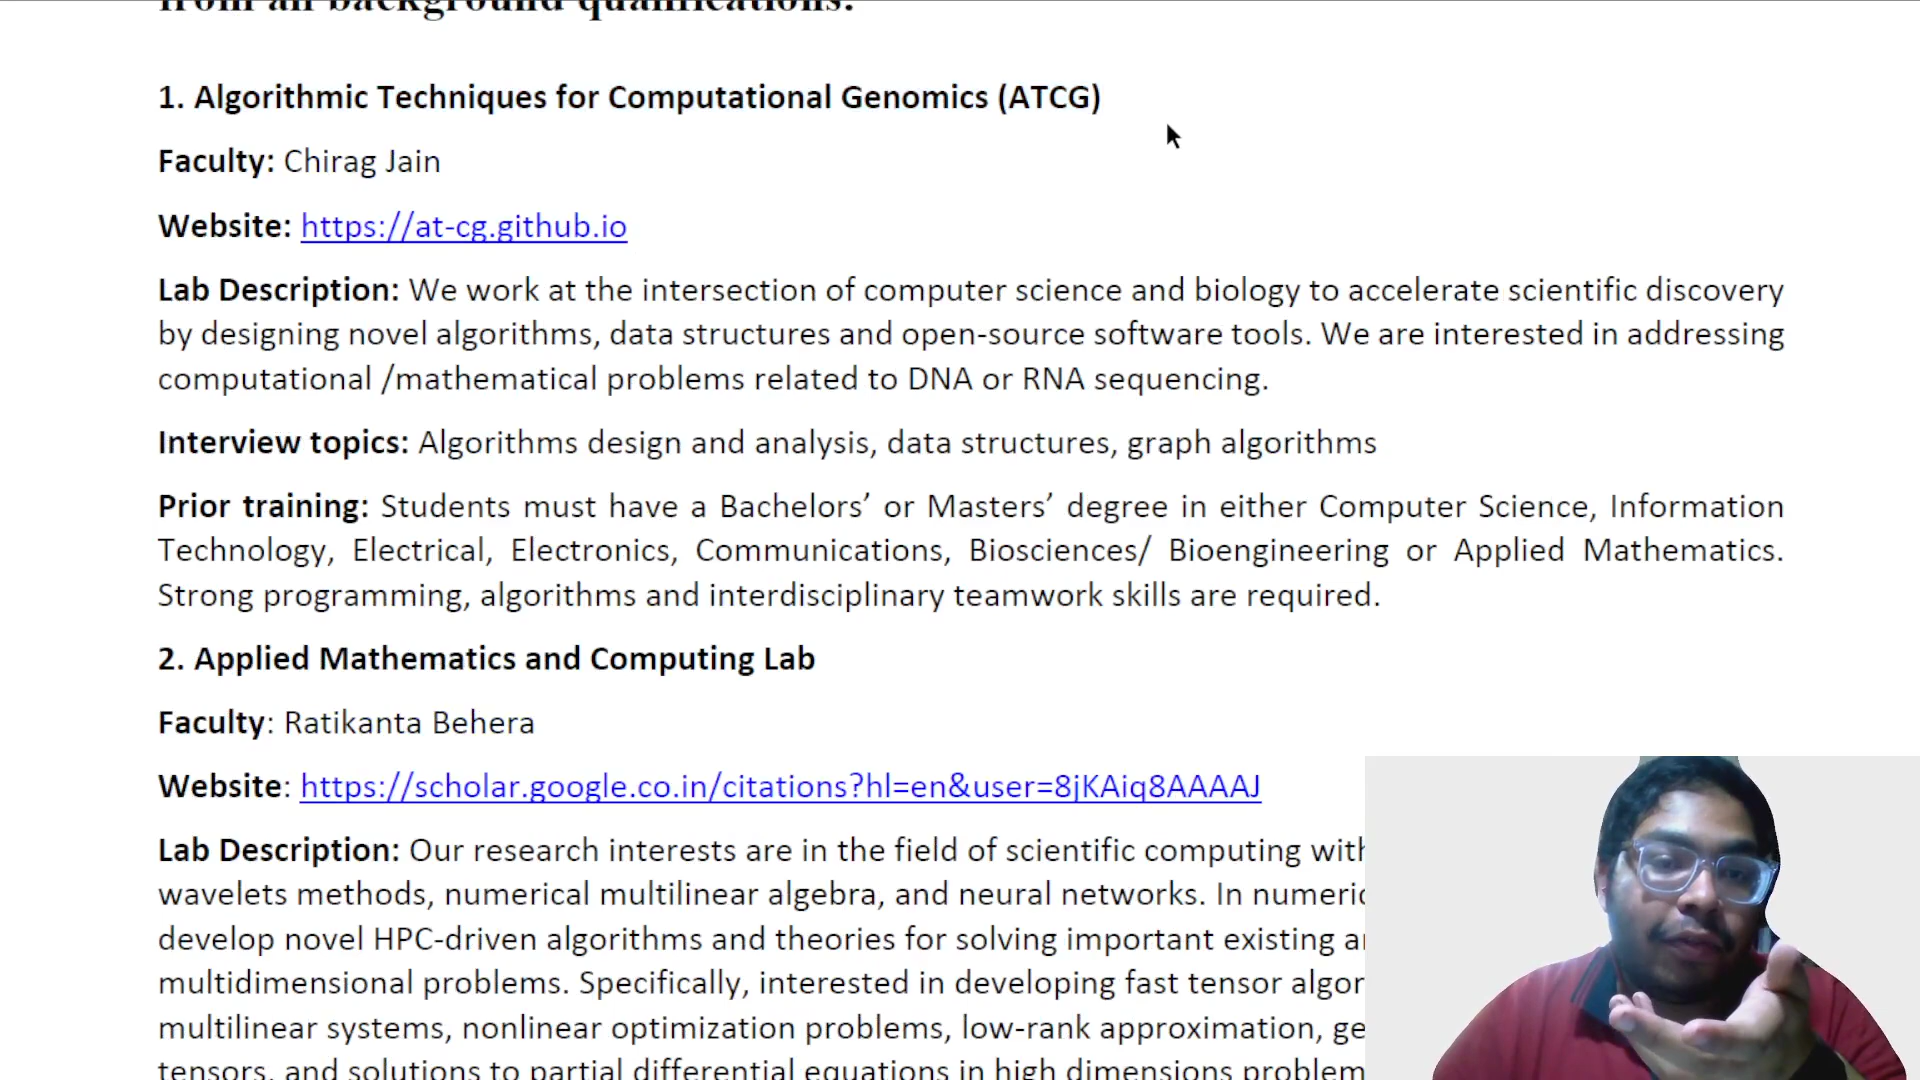 from all background qualifications.
1. Algorithmic Techniques for Computational Genomics (ATCG)
Faculty: Chirag Jain
Website: https://at-cg.github.io
Lab Description: We work at the intersection of computer science and biology to accelerate scientific discovery
by designing novel algorithms, data structures and open-source software tools. We are interested in addressing
computational /mathematical problems related to DNA or RNA sequencing.
Interview topics: Algorithms design and analysis, data structures, graph algorithms
Prior training: Students must have a Bachelors’ or Masters’ degree in either Computer Science, Information
Technology, Electrical, Electronics, Communications, Biosciences/ Bioengineering or Applied Mathematics.
Strong programming, algorithms and interdisciplinary teamwork skills are required.
2. Applied Mathematics and Computing Lab
Faculty: Ratikanta Behera
Website: https://scholar.google.co.in/citations?hl=en&user=8jKAiq8AAAAJ
Lab Description: Our research interests are in the field of scientific computing with
wavelets methods, numerical multilinear algebra, and neural networks. In numeric
develop novel HPC-driven algorithms and theories for solving important existing
multidimensional problems. Specifically, interested in developing fast tensor algor
multilinear systems, nonlinear optimization problems, low-rank approximation, ge
tensors, and solutions to partial differential equations in high dimensions problem